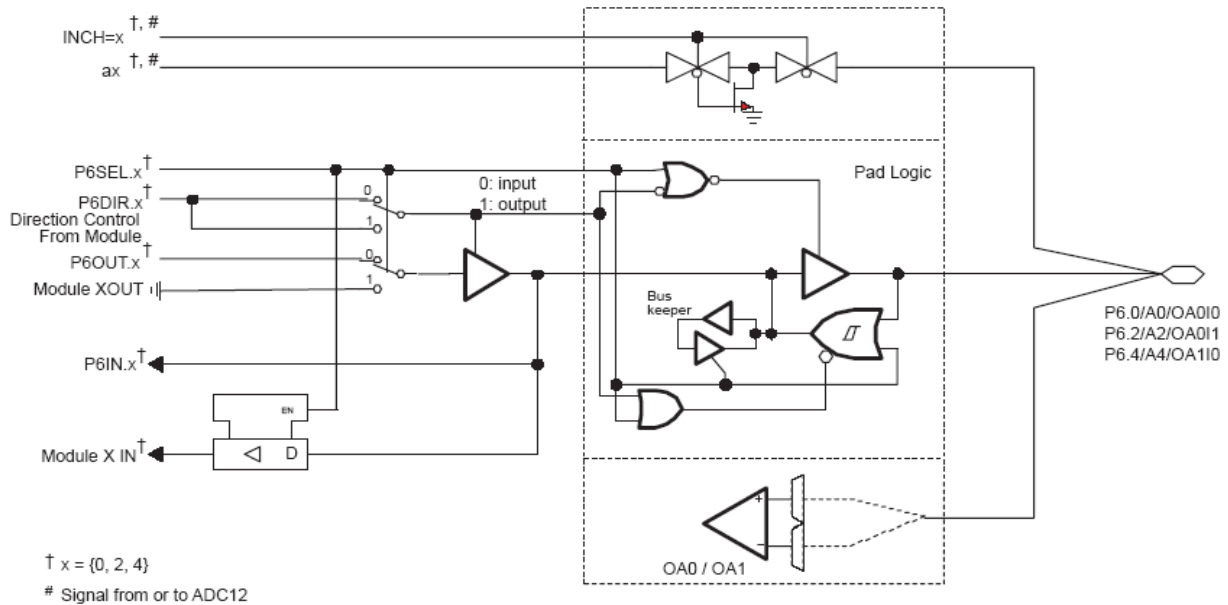 INCH=x †, #
ax †, #
P6SEL.x†
P6DIR.x†
Direction Control
From Module
P6OUT.x†
Module XOUT
P6IN.x†
Module X IN†
0
1
0
1
0: input
1: output
EN
D
Pad Logic
Bus
keeper
+
−
OA0 / OA1
P6.0/A0/OA0I0
P6.2/A2/OA0I1
P6.4/A4/OA1I0
† x = {0, 2, 4}
# Signal from or to ADC12